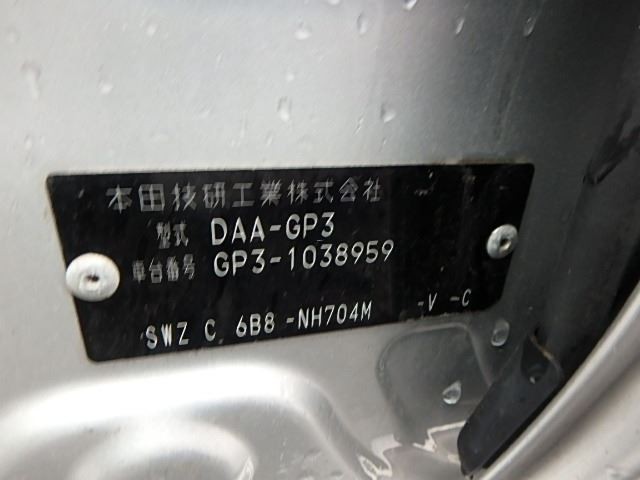 本田技研工業株式会社
型式 DAA-GP3
車台番号 GP3-1038959
SWZ C 6B8 -NH704M -V -C